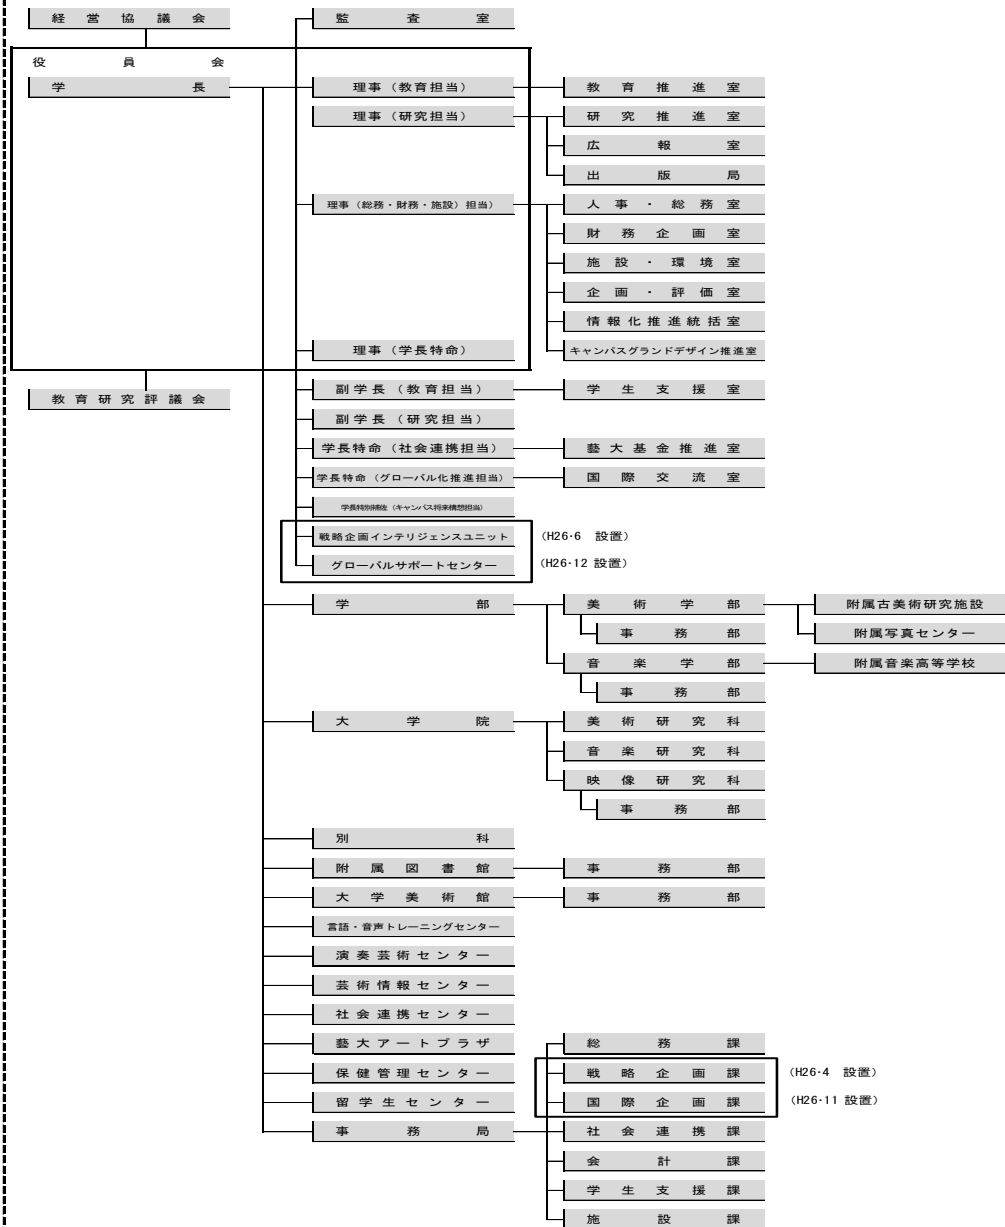 経営協議会
監査室
役員会
学長
理事（教育担当）
教育推進室
理事（研究担当）
研究推進室
広報室
出版局
理事（総務・財務・施設）担当）
人事・総務室
財務企画室
施設・環境室
企画・評価室
情報化推進統括室
理事（学長特命）
キャンパスグランドデザイン推進室
教育研究評議会
副学長（教育担当）
学生支援室
副学長（研究担当）
学長特命（社会連携担当）
藝大基金推進室
学長特命（グローバル化推進担当）
国際交流室
学長特別補佐（キャンパス将来構想担当）
戦略企画インテリジェンスユニット
（H26・6　設置）
グローバルサポートセンター
（H26・12 設置）
学部
美術学部
附属古美術研究施設
事務部
附属写真センター
音楽学部
附属音楽高等学校
事務部
大学院
美術研究科
音楽研究科
映像研究科
事務部
別科
附属図書館
事務部
大学美術館
事務部
言語・音声トレーニングセンター
演奏芸術センター
芸術情報センター
社会連携センター
藝大アートプラザ
総務課
保健管理センター
戦略企画課
（H26・4　設置）
留学生センター
国際企画課
（H26・11 設置）
事務局
社会連携課
会計課
学生支援課
施設課